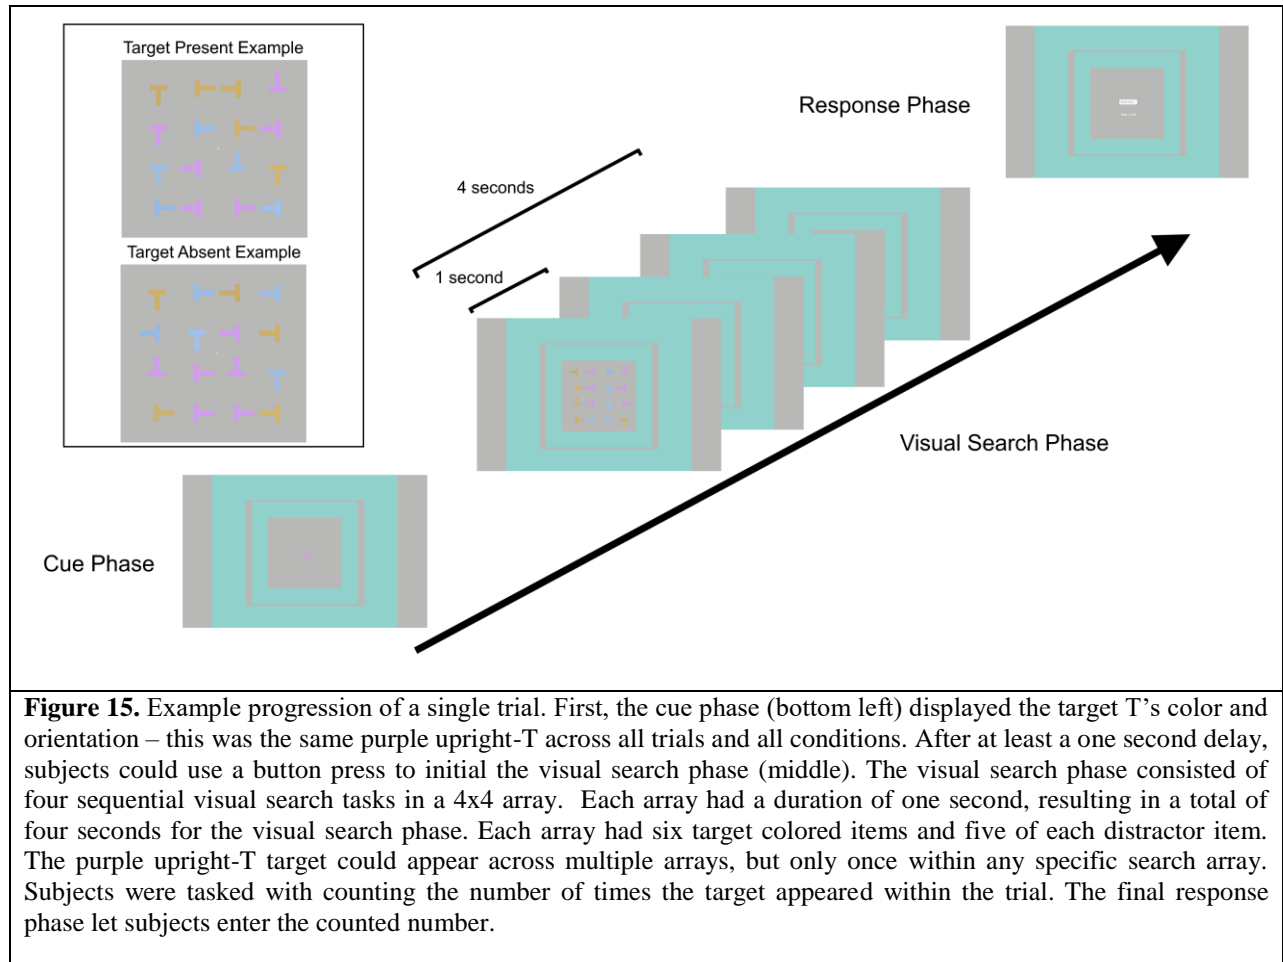 Target Present Example
Target Absent Example
Response Phase
4 seconds
1 second
Visual Search Phase
Cue Phase
Figure 15. Example progression of a single trial. First, the cue phase (bottom left) displayed the target T’s color and
orientation – this was the same purple upright-T across all trials and all conditions. After at least a one second delay,
subjects could use a button press to initial the visual search phase (middle). The visual search phase consisted of
four sequential visual search tasks in a 4x4 array. Each array had a duration of one second, resulting in a total of
four seconds for the visual search phase. Each array had six target colored items and five of each distractor item.
The purple upright-T target could appear across multiple arrays, but only once within any specific search array.
Subjects were tasked with counting the number of times the target appeared within the trial. The final response
phase let subjects enter the counted number.